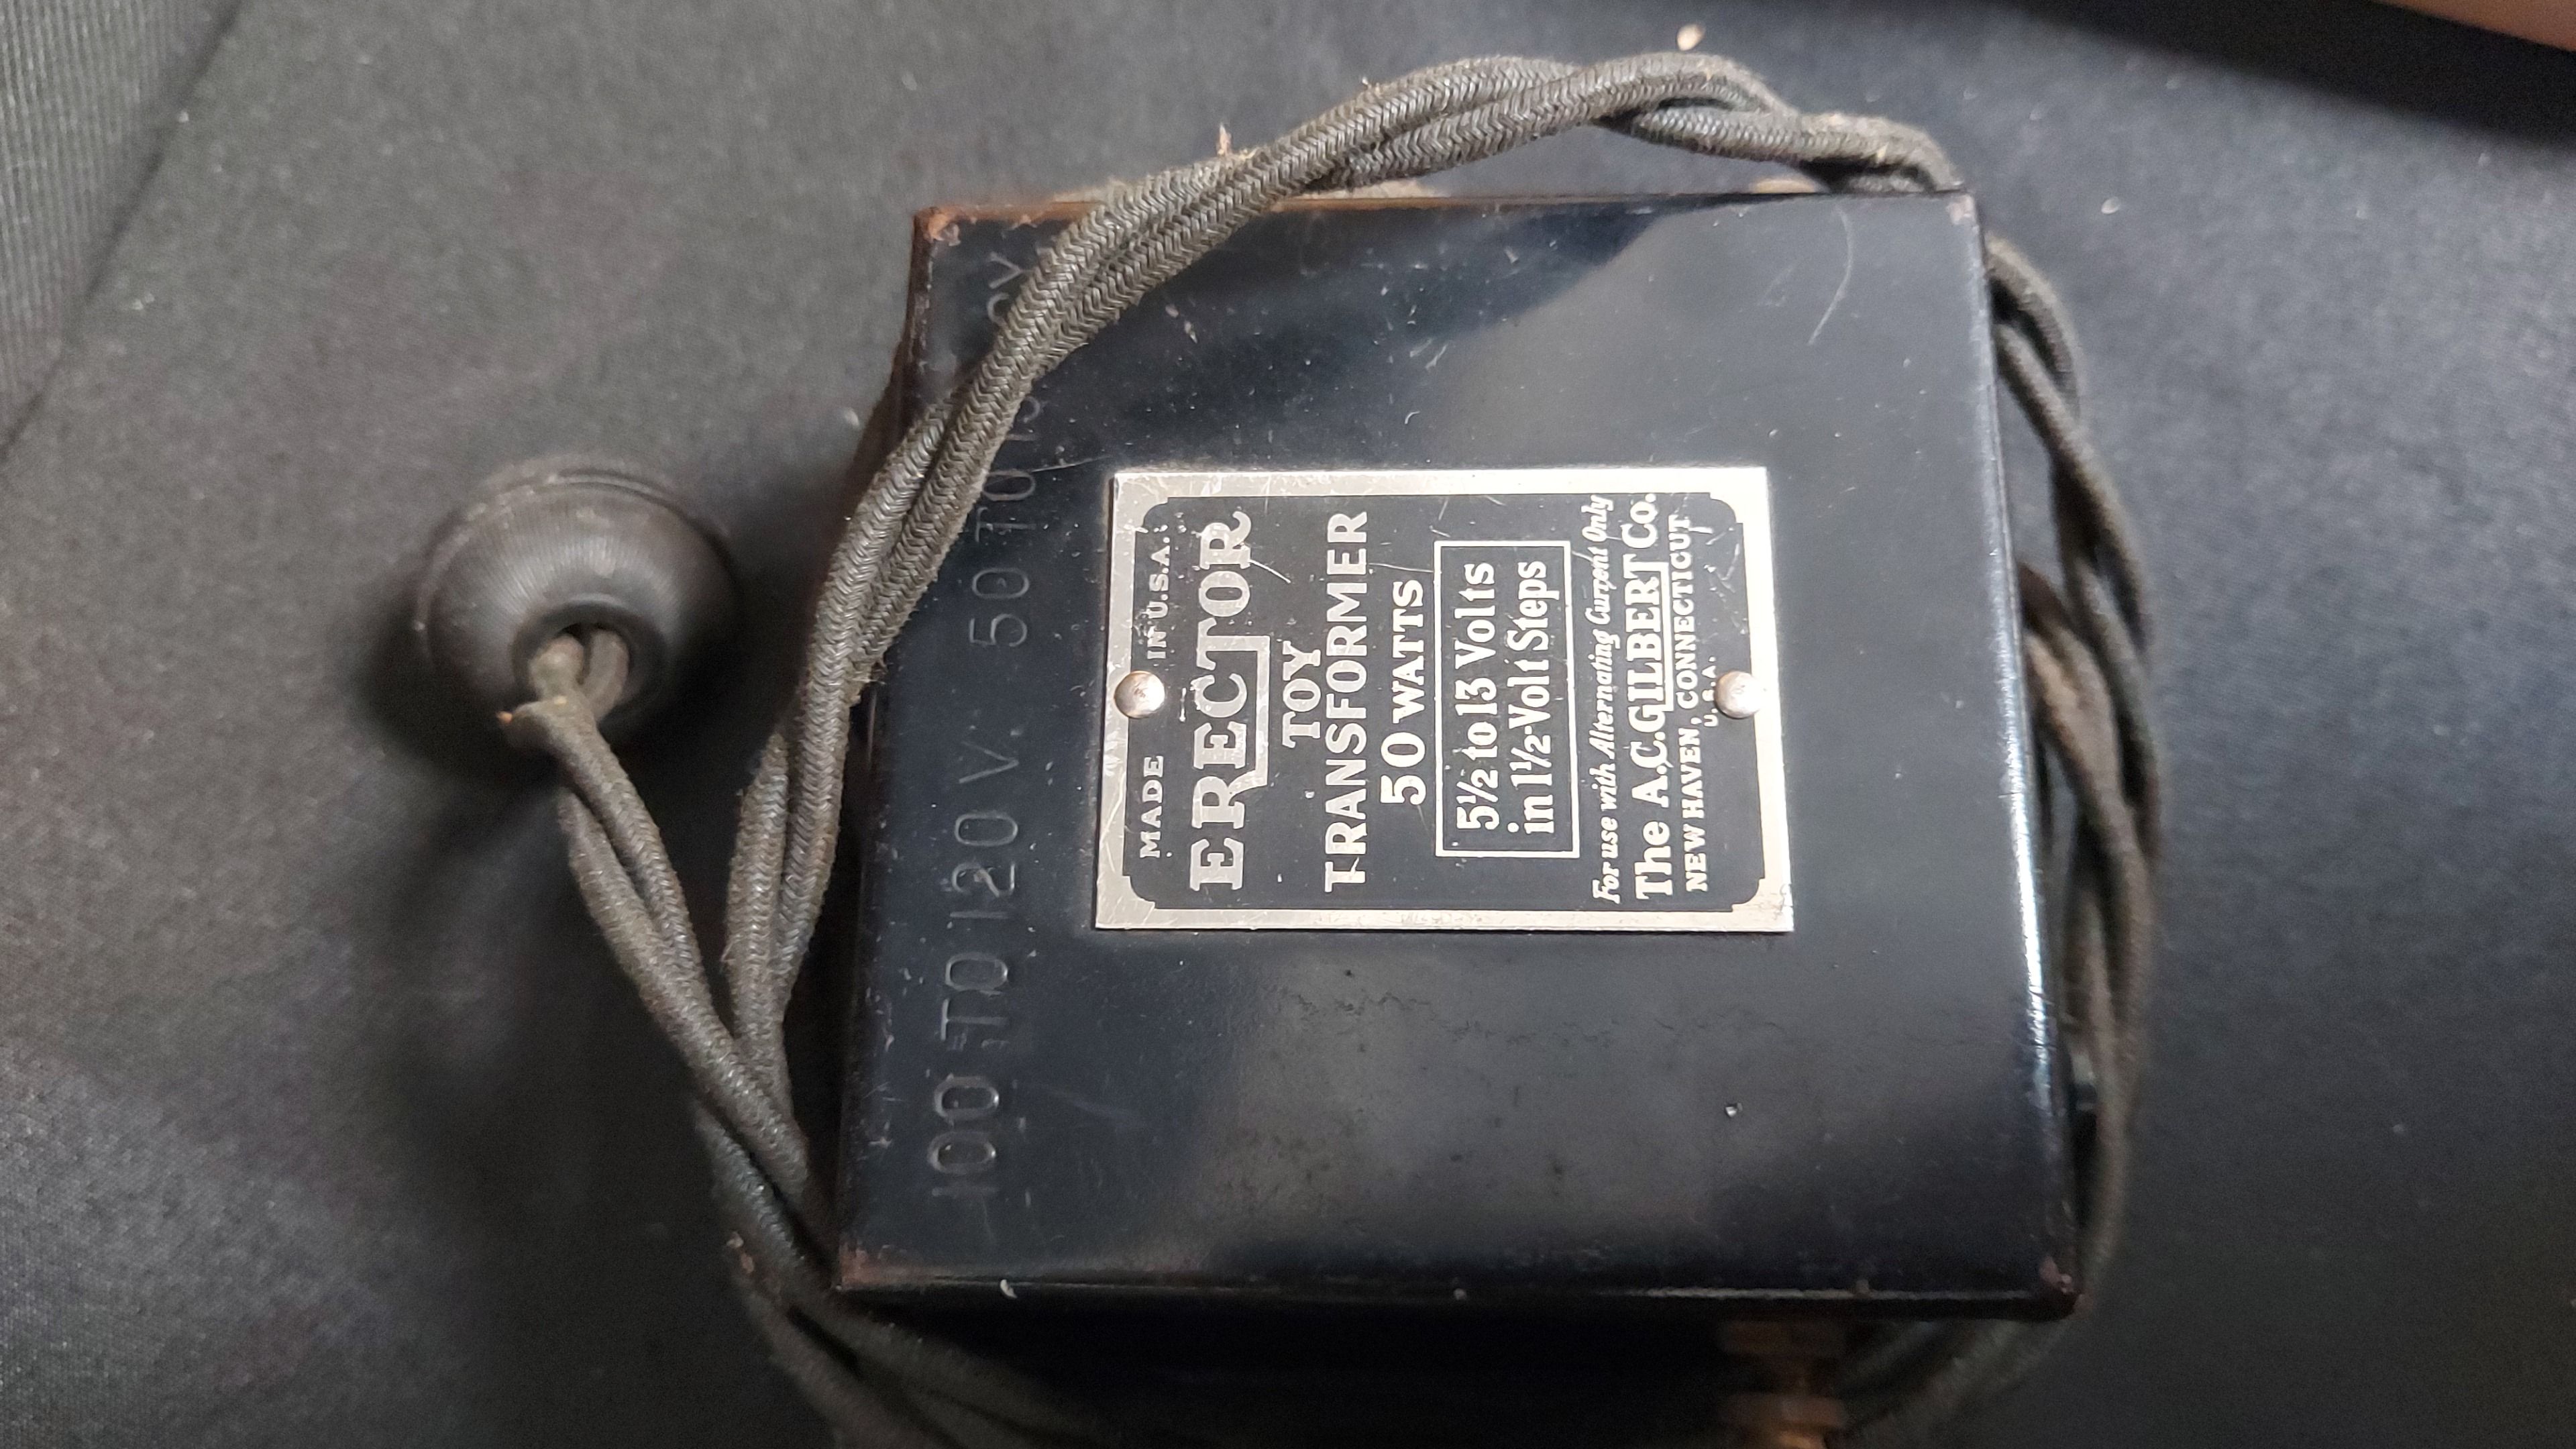 MADE IN U.S.A.
ERECTOR
TOY
TRANSFORMER
50 WATTS
5½ to 13 Volts
in 1½-Volt Steps
For use with Alternating Current Only
The A.C. GILBERT Co.
NEW HAVEN, CONNECTICUT
U.S.A.
100 TO 120 V. 50 TO